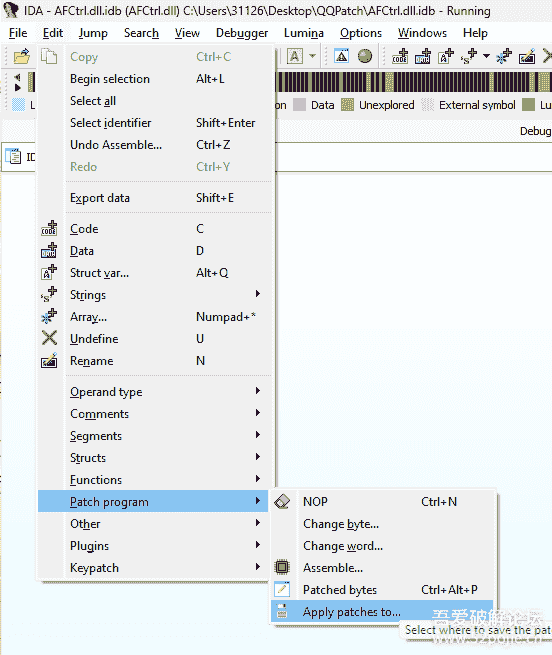 IDA - AFCtrl.dll.idb (AFCtrl.dll) C:\Users\31126\Desktop\QQPatch\AFCtrl.dll.idb - Running
File Edit Jump Search View Debugger Lumina Options Windows Help
Copy Ctrl+C
Begin selection Alt+L
Select all
Select identifier Shift+Enter
Undo Assemble... Ctrl+Z
Redo Ctrl+Y
Export data Shift+E
Code C
Data D
Struct var... Alt+Q
Strings
Array... Numpad+*
Undefine U
Rename N
Operand type
Comments
Segments
Structs
Functions
Patch program
Other
Plugins
Keypatch
L
on Data Unexplored External symbol Lu
Debug
ID
NOP Ctrl+N
Change byte...
Change word...
Assemble...
Patched bytes Ctrl+Alt+P
Apply patches to...
Select where to save the pat
吾爱破解论坛
www.52pojie.cn